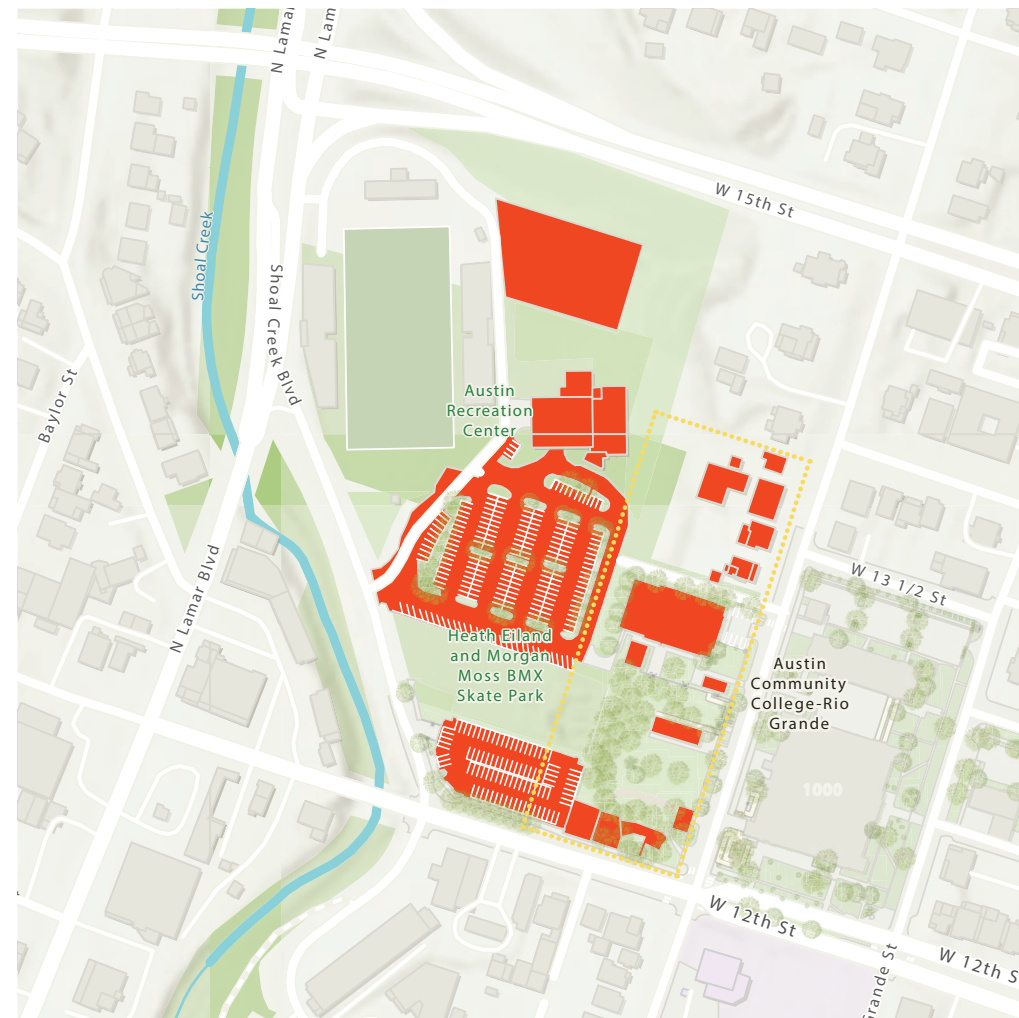 N Lamar
N Lam
W 15th St
Shoal Creek
Shoal Creek Blvd
Baylor St
Austin
Recreation
Center
N Lamar Blvd
W 13 1/2 St
Heath Eiland
and Morgan
Moss BMX
Skate Park
Austin
Community
College-Rio
Grande
1000
W 12th St
W 12th S
Grande St